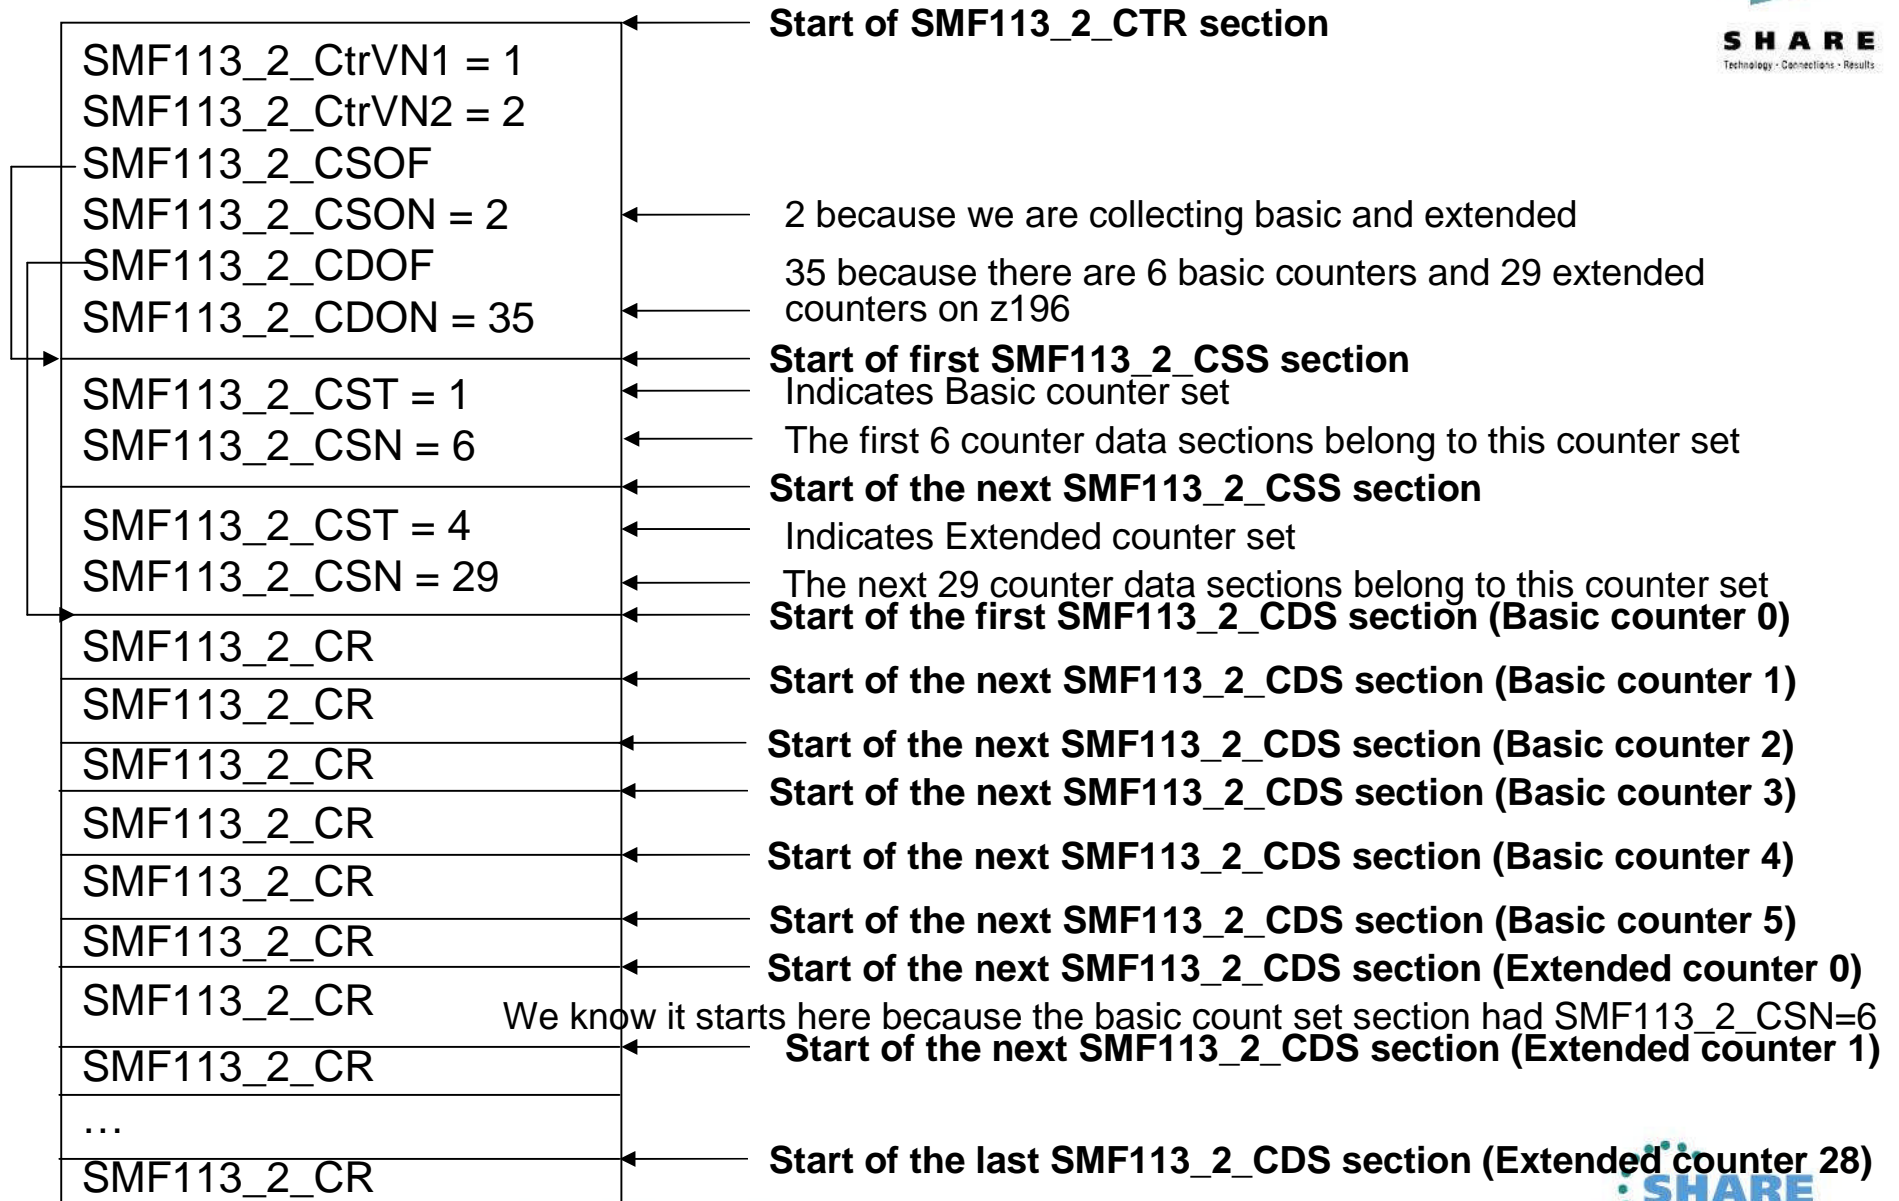 Start of SMF113_2_CTR section
SHARE
Technology · Connections · Results
SMF113_2_CtrVN1 = 1
SMF113_2_CtrVN2 = 2
SMF113_2_CSOF
SMF113_2_CSON = 2
2 because we are collecting basic and extended
SMF113_2_CDOF
35 because there are 6 basic counters and 29 extended
counters on z196
SMF113_2_CDON = 35
Start of first SMF113_2_CSS section
SMF113_2_CST = 1
Indicates Basic counter set
SMF113_2_CSN = 6
The first 6 counter data sections belong to this counter set
Start of the next SMF113_2_CSS section
SMF113_2_CST = 4
Indicates Extended counter set
SMF113_2_CSN = 29
The next 29 counter data sections belong to this counter set
Start of the first SMF113_2_CDS section (Basic counter 0)
SMF113_2_CR
Start of the next SMF113_2_CDS section (Basic counter 1)
SMF113_2_CR
Start of the next SMF113_2_CDS section (Basic counter 2)
SMF113_2_CR
Start of the next SMF113_2_CDS section (Basic counter 3)
SMF113_2_CR
Start of the next SMF113_2_CDS section (Basic counter 4)
SMF113_2_CR
Start of the next SMF113_2_CDS section (Basic counter 5)
SMF113_2_CR
Start of the next SMF113_2_CDS section (Extended counter 0)
SMF113_2_CR
We know it starts here because the basic count set section had SMF113_2_CSN=6
Start of the next SMF113_2_CDS section (Extended counter 1)
SMF113_2_CR
…
Start of the last SMF113_2_CDS section (Extended counter 28)
SMF113_2_CR
SHARE